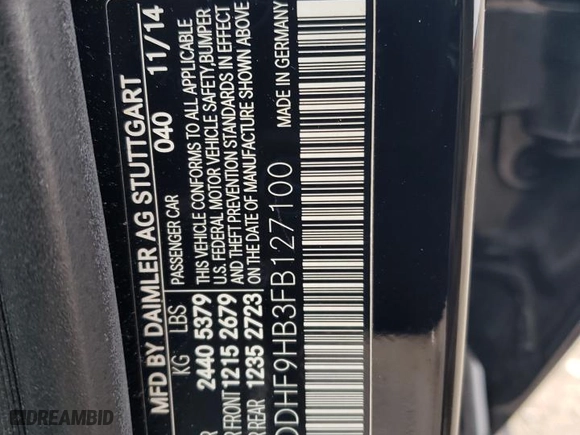 MFD BY DAIMLER AG STUTTGART
040 11/14
KG LBS PASSENGER CAR
2440 5379
FRONT 1215 2679
REAR 1235 2723
THIS VEHICLE CONFORMS TO ALL APPLICABLE
U.S. FEDERAL MOTOR VEHICLE SAFETY, BUMPER
AND THEFT PREVENTION STANDARDS IN EFFECT
ON THE DATE OF MANUFACTURE SHOWN ABOVE
DDHF9HB3FB127100
MADE IN GERMANY
DREAMBID